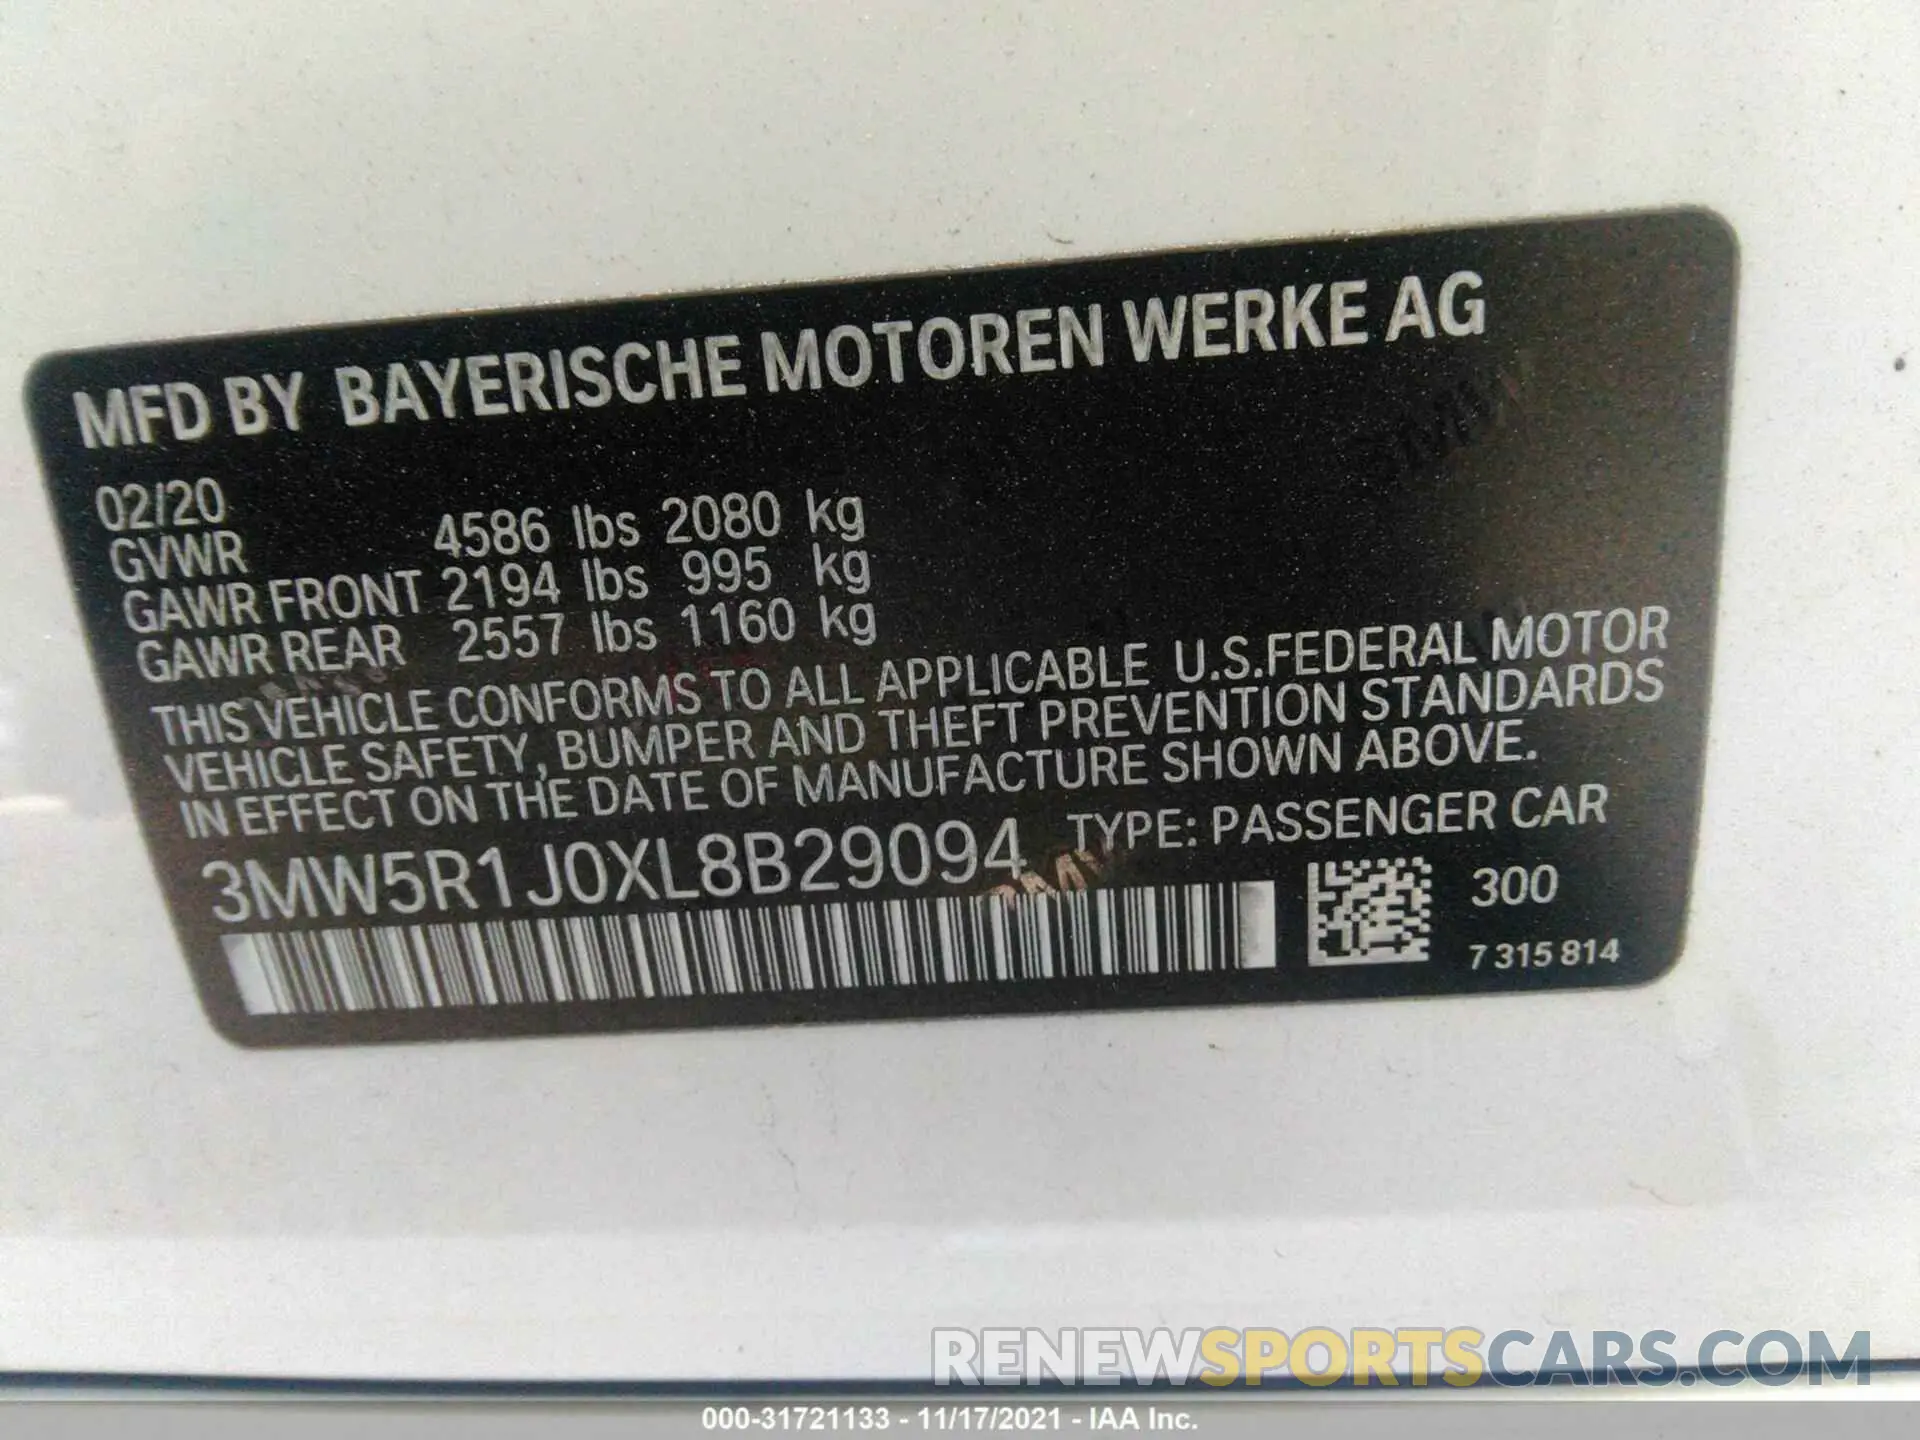 MFD BY BAYERISCHE MOTOREN WERKE AG
02/20
GVWR 4586 lbs 2080 kg
GAWR FRONT 2194 lbs 995 kg
GAWR REAR 2557 lbs 1160 kg
THIS VEHICLE CONFORMS TO ALL APPLICABLE U.S.FEDERAL MOTOR
VEHICLE SAFETY, BUMPER AND THEFT PREVENTION STANDARDS
IN EFFECT ON THE DATE OF MANUFACTURE SHOWN ABOVE.
3MW5R1J0XL8B29094 TYPE: PASSENGER CAR
300
7 315 814
RENEWSPORTSCARS.COM
000-31721133 - 11/17/2021 - IAA Inc.